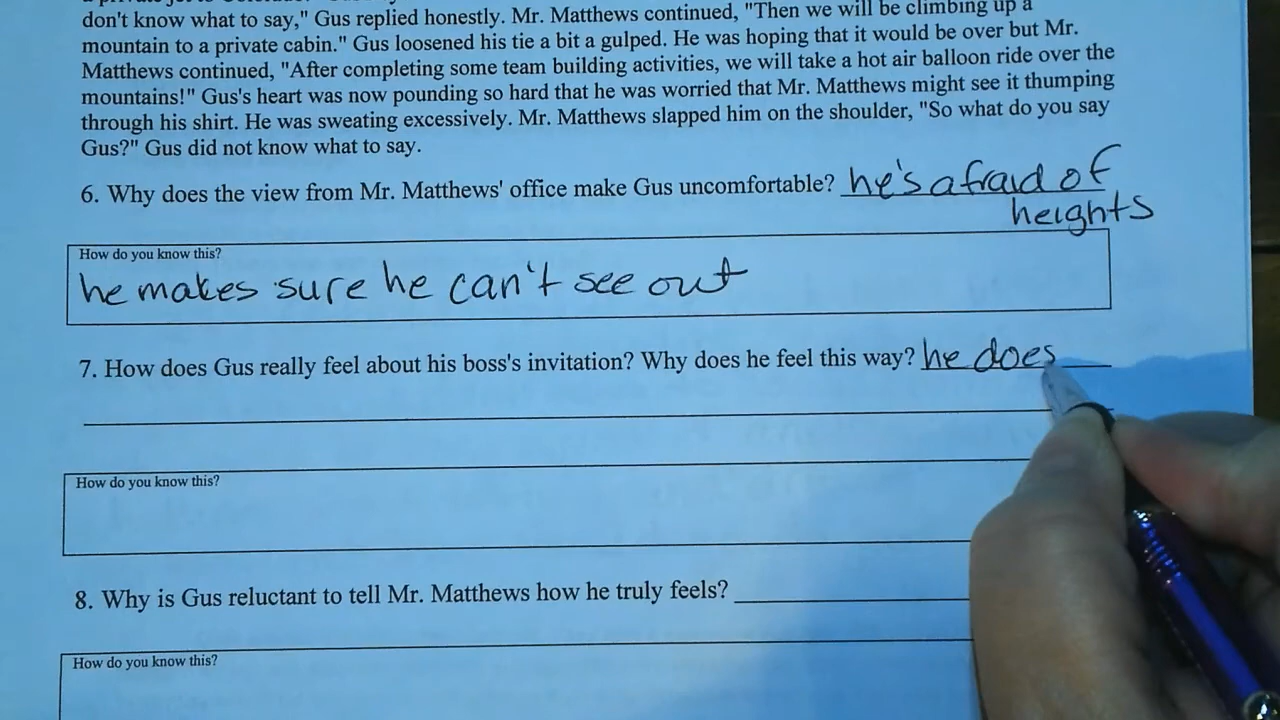 don't know what to say," Gus replied honestly. Mr. Matthews continued, "Then we will be climbing up a
mountain to a private cabin." Gus loosened his tie a bit a gulped. He was hoping that it would be over but Mr.
Matthews continued, "After completing some team building activities, we will take a hot air balloon ride over the
mountains!" Gus's heart was now pounding so hard that he was worried that Mr. Matthews might see it thumping
through his shirt. He was sweating excessively. Mr. Matthews slapped him on the shoulder, "So what do you say
Gus?" Gus did not know what to say.
6. Why does the view from Mr. Matthews' office make Gus uncomfortable? he's afraid of
heights
How do you know this?
he makes sure he can't see out
7. How does Gus really feel about his boss's invitation? Why does he feel this way? he does
How do you know this?
8. Why is Gus reluctant to tell Mr. Matthews how he truly feels?
How do you know this?